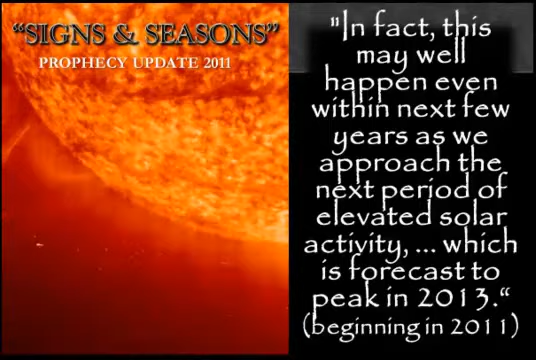 “SIGNS & SEASONS”
PROPHECY UPDATE 2011
"In fact, this
may well
happen even
within next few
years as we
approach the
next period of
elevated solar
activity, ... which
is forecast to
peak in 2013.“
(beginning in 2011)